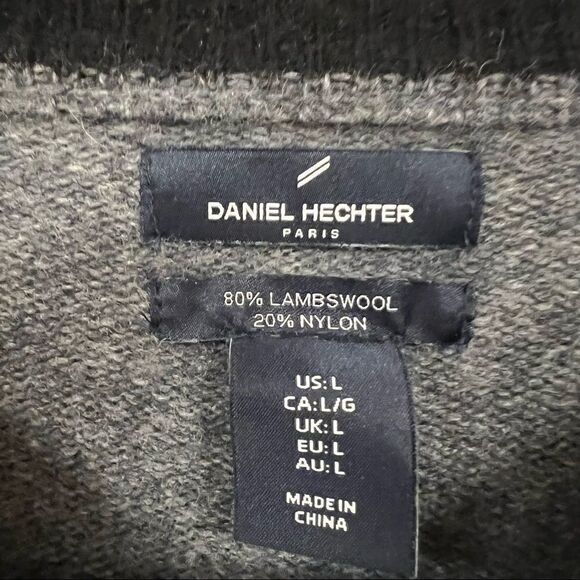 DANIEL HECHTER
PARIS
80% LAMBSWOOL
20% NYLON
US: L
CA: L/G
UK: L
EU: L
AU: L
MADE IN
CHINA